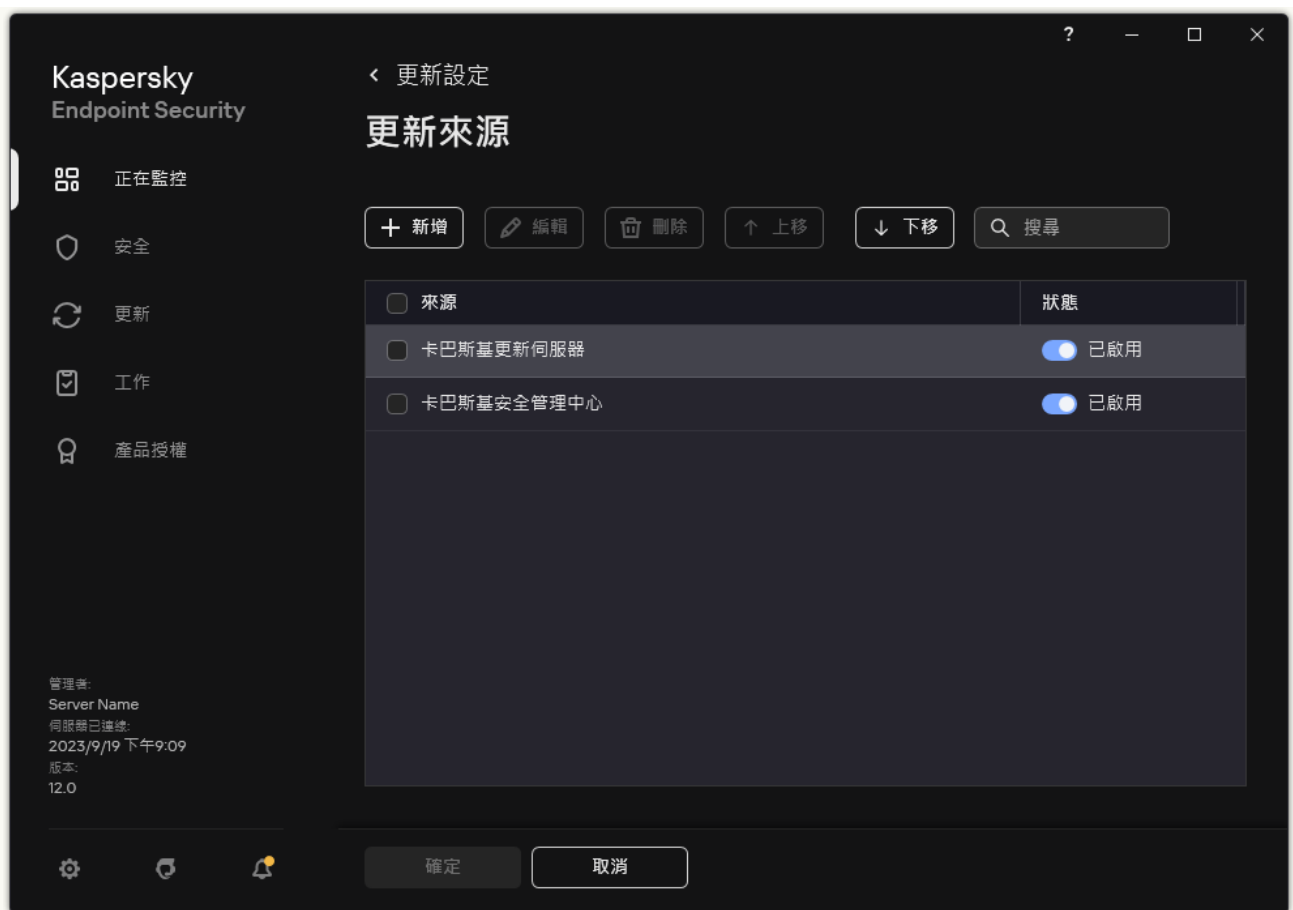 ?
Kaspersky
Endpoint Security
正在監控
安全
更新
工作
產品授權
管理者:
Server Name
伺服器已連線:
2023/9/19 下午9:09
版本:
12.0
更新設定
更新來源
新增 編輯 刪除 上移 下移 搜尋
來源 狀態
卡巴斯基更新伺服器 已啟用
卡巴斯基安全管理中心 已啟用
確定 取消